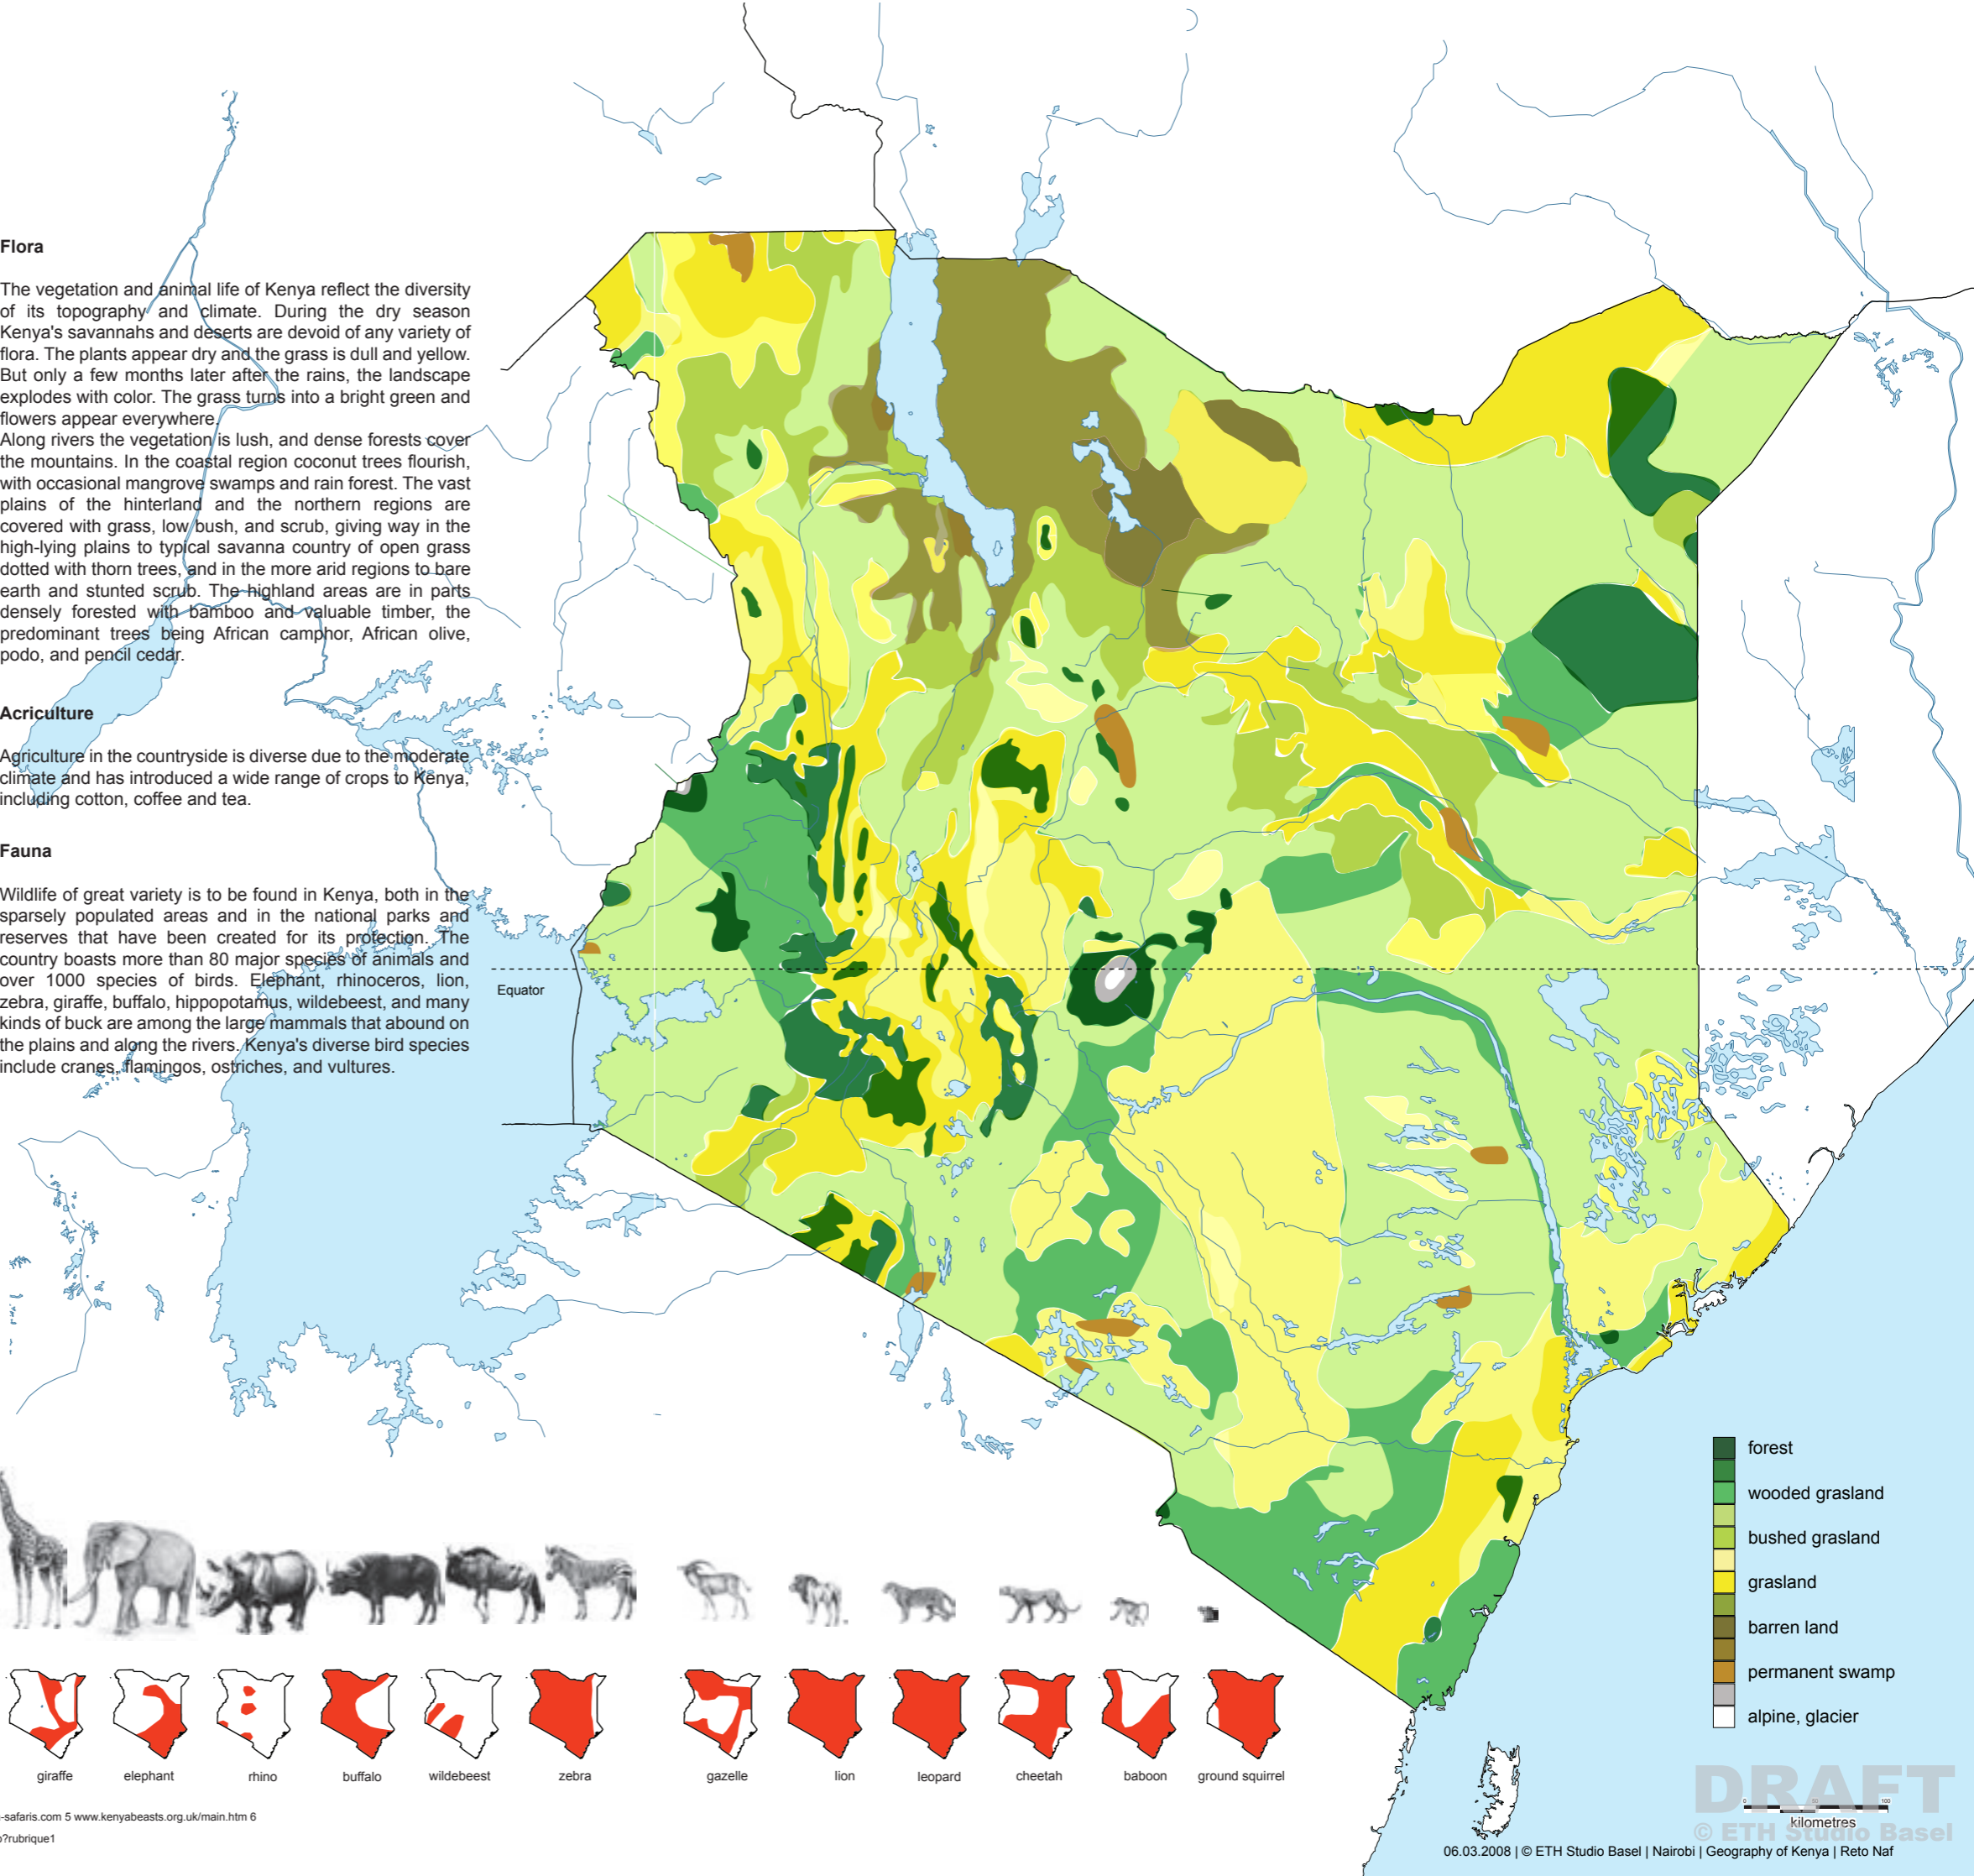 Flora
The vegetation and animal life of Kenya reflect the diversity
of its topography and climate. During the dry season
Kenya's savannahs and deserts are devoid of any variety of
flora. The plants appear dry and the grass is dull and yellow.
But only a few months later after the rains, the landscape
explodes with color. The grass turns into a bright green and
flowers appear everywhere.
Along rivers the vegetation is lush, and dense forests cover
the mountains. In the coastal region coconut trees flourish,
with occasional mangrove swamps and rain forest. The vast
plains of the hinterland and the northern regions are
covered with grass, low bush, and scrub, giving way in the
high-lying plains to typical savanna country of open grass
dotted with thorn trees, and in the more arid regions to bare
earth and stunted scrub. The highland areas are in parts
densely forested with bamboo and valuable timber, the
predominant trees being African camphor, African olive,
podo, and pencil cedar.
Acriculture
Agriculture in the countryside is diverse due to the moderate
climate and has introduced a wide range of crops to Kenya,
including cotton, coffee and tea.
Fauna
Wildlife of great variety is to be found in Kenya, both in the
sparsely populated areas and in the national parks and
reserves that have been created for its protection. The
country boasts more than 80 major species of animals and
over 1000 species of birds. Elephant, rhinoceros, lion,
zebra, giraffe, buffalo, hippopotamus, wildebeest, and many
kinds of buck are among the large mammals that abound on
the plains and along the rivers. Kenya's diverse bird species
include cranes, flamingos, ostriches, and vultures.
Equator
forest
wooded grasland
bushed grasland
grasland
barren land
permanent swamp
alpine, glacier
giraffe elephant rhino buffalo wildebeest zebra gazelle lion leopard cheetah baboon ground squirrel
-safaris.com 5 www.kenyabeasts.org.uk/main.htm 6
?rubrique1
DRAFT
0 50 100
kilometres
© ETH Studio Basel
06.03.2008 | © ETH Studio Basel | Nairobi | Geography of Kenya | Reto Naf